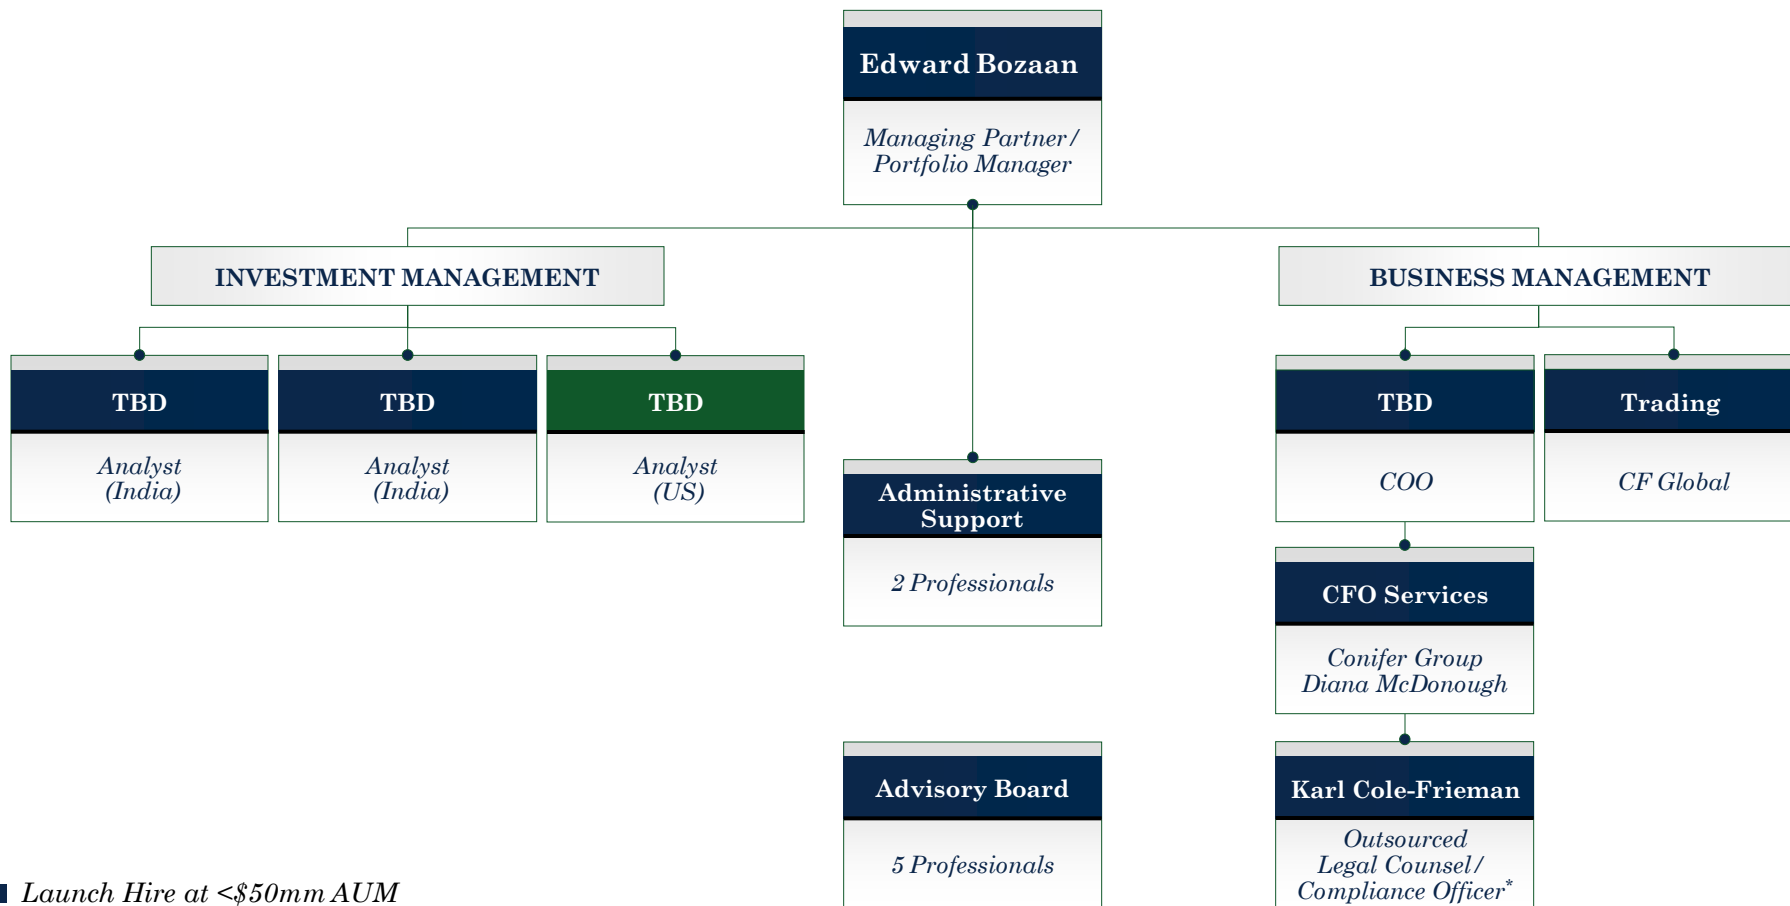 Edward Bozaan
Managing Partner/
Portfolio Manager
INVESTMENT MANAGEMENT
BUSINESS MANAGEMENT
TBD
Analyst
(India)
TBD
Analyst
(India)
TBD
Analyst
(US)
TBD
COO
Trading
CF Global
Administrative
Support
2 Professionals
CFO Services
Conifer Group
Diana McDonough
Advisory Board
5 Professionals
Karl Cole-Frieman
Outsourced
Legal Counsel/
Compliance Officer*
Launch Hire at <$50mm AUM